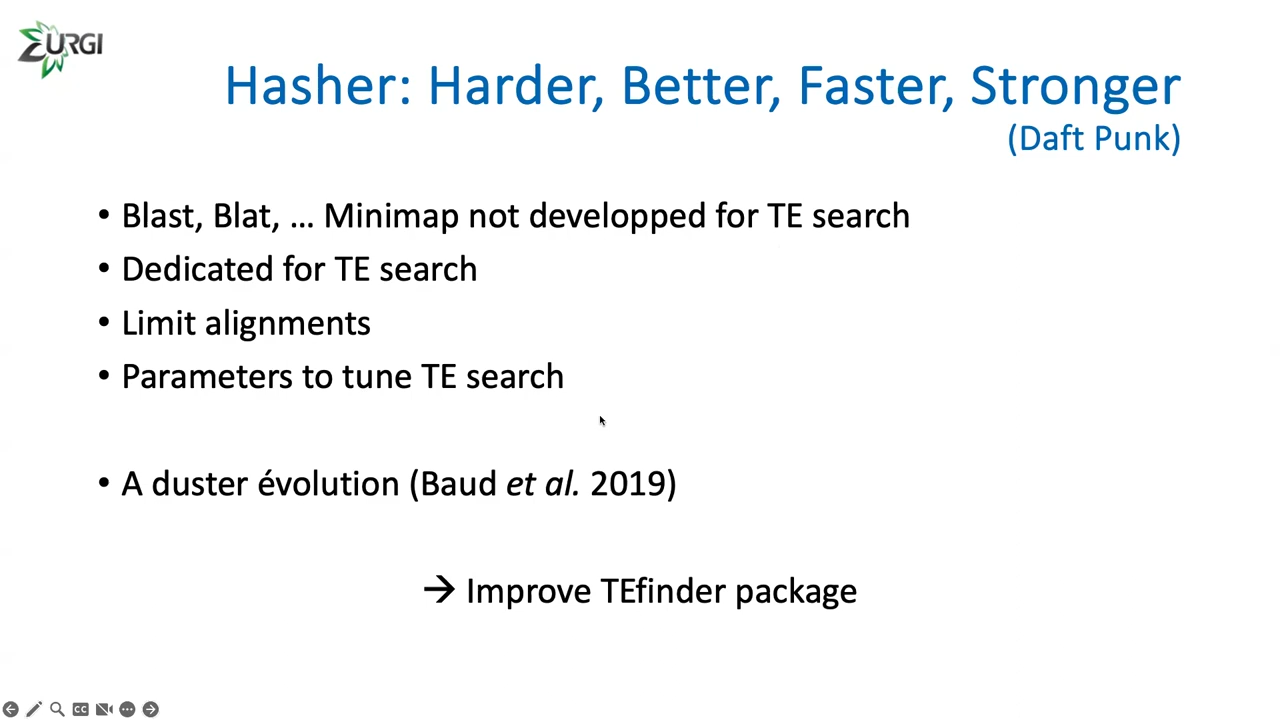 URGI
Hasher: Harder, Better, Faster, Stronger
(Daft Punk)
• Blast, Blat, … Minimap not developped for TE search
• Dedicated for TE search
• Limit alignments
• Parameters to tune TE search
• A duster évolution (Baud et al. 2019)
→ Improve TEfinder package
CC